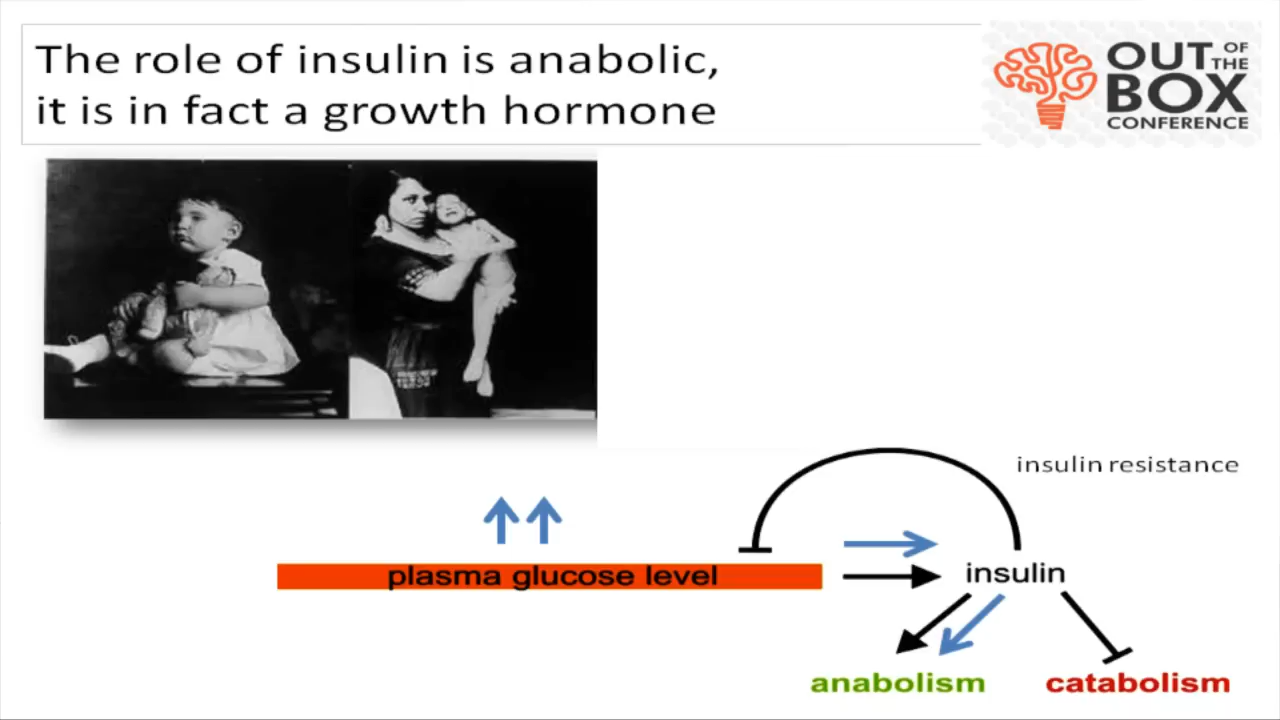 The role of insulin is anabolic,
it is in fact a growth hormone
OUT OF THE
BOX
CONFERENCE
insulin resistance
plasma glucose level
insulin
anabolism
catabolism